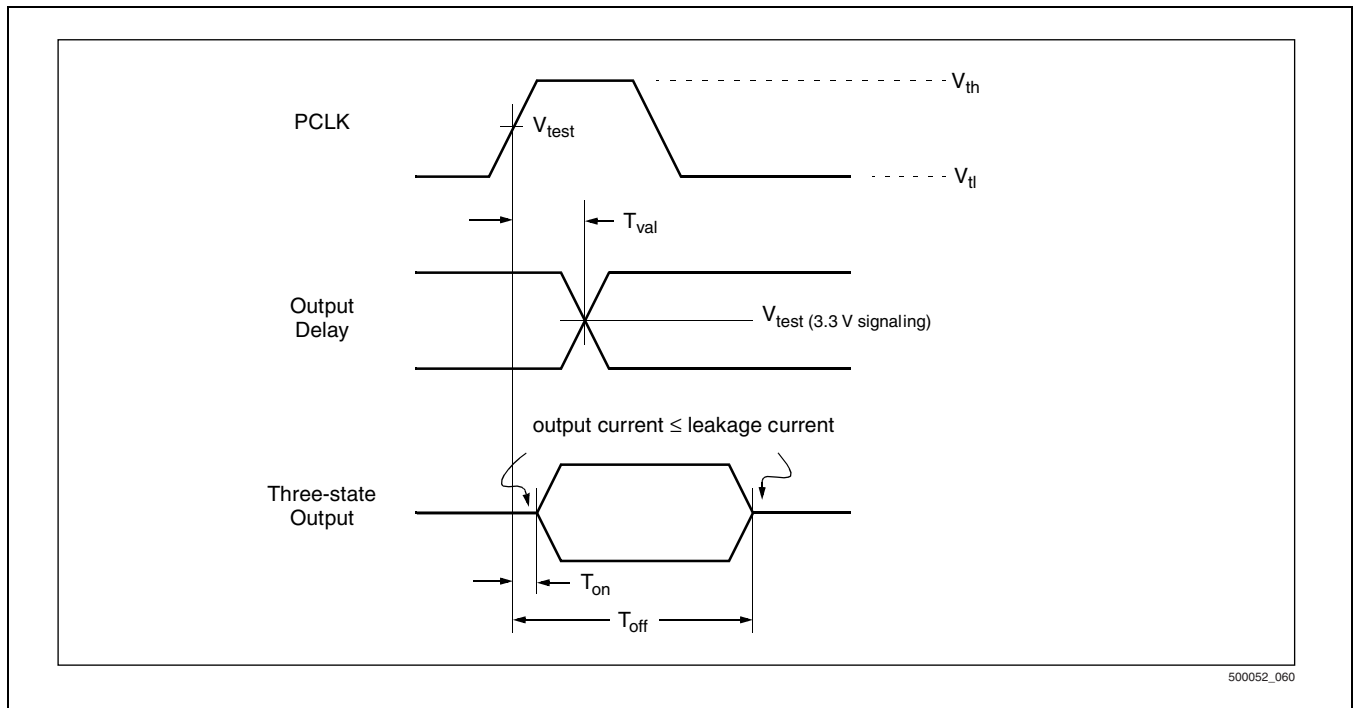 PCLK
V_th
V_test
V_tl
T_val
Output
Delay
V_test (3.3 V signaling)
output current ≤ leakage current
Three-state
Output
T_on
T_off
500052_060